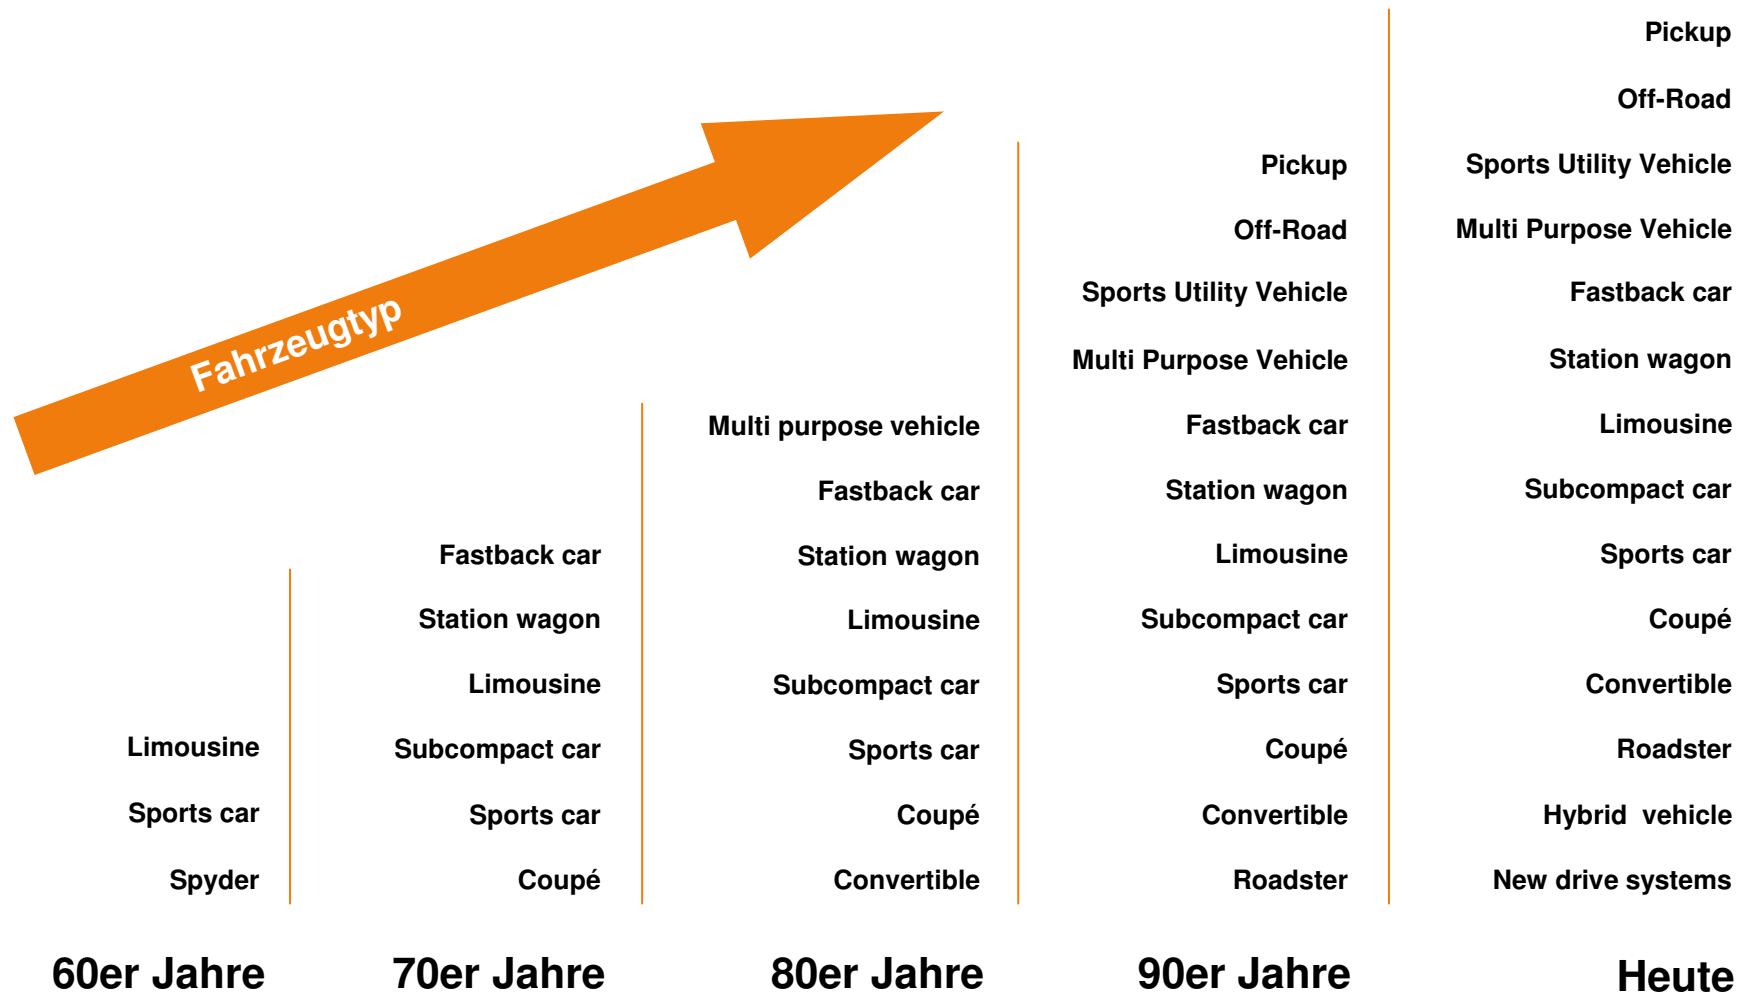 Fahrzeugtyp
Limousine
Sports car
Spyder
60er Jahre
Fastback car
Station wagon
Limousine
Subcompact car
Sports car
Coupé
70er Jahre
Multi purpose vehicle
Fastback car
Station wagon
Limousine
Subcompact car
Sports car
Coupé
Convertible
80er Jahre
Pickup
Off-Road
Sports Utility Vehicle
Multi Purpose Vehicle
Fastback car
Station wagon
Limousine
Subcompact car
Sports car
Coupé
Convertible
Roadster
90er Jahre
Pickup
Off-Road
Sports Utility Vehicle
Multi Purpose Vehicle
Fastback car
Station wagon
Limousine
Subcompact car
Sports car
Coupé
Convertible
Roadster
Hybrid vehicle
New drive systems
Heute